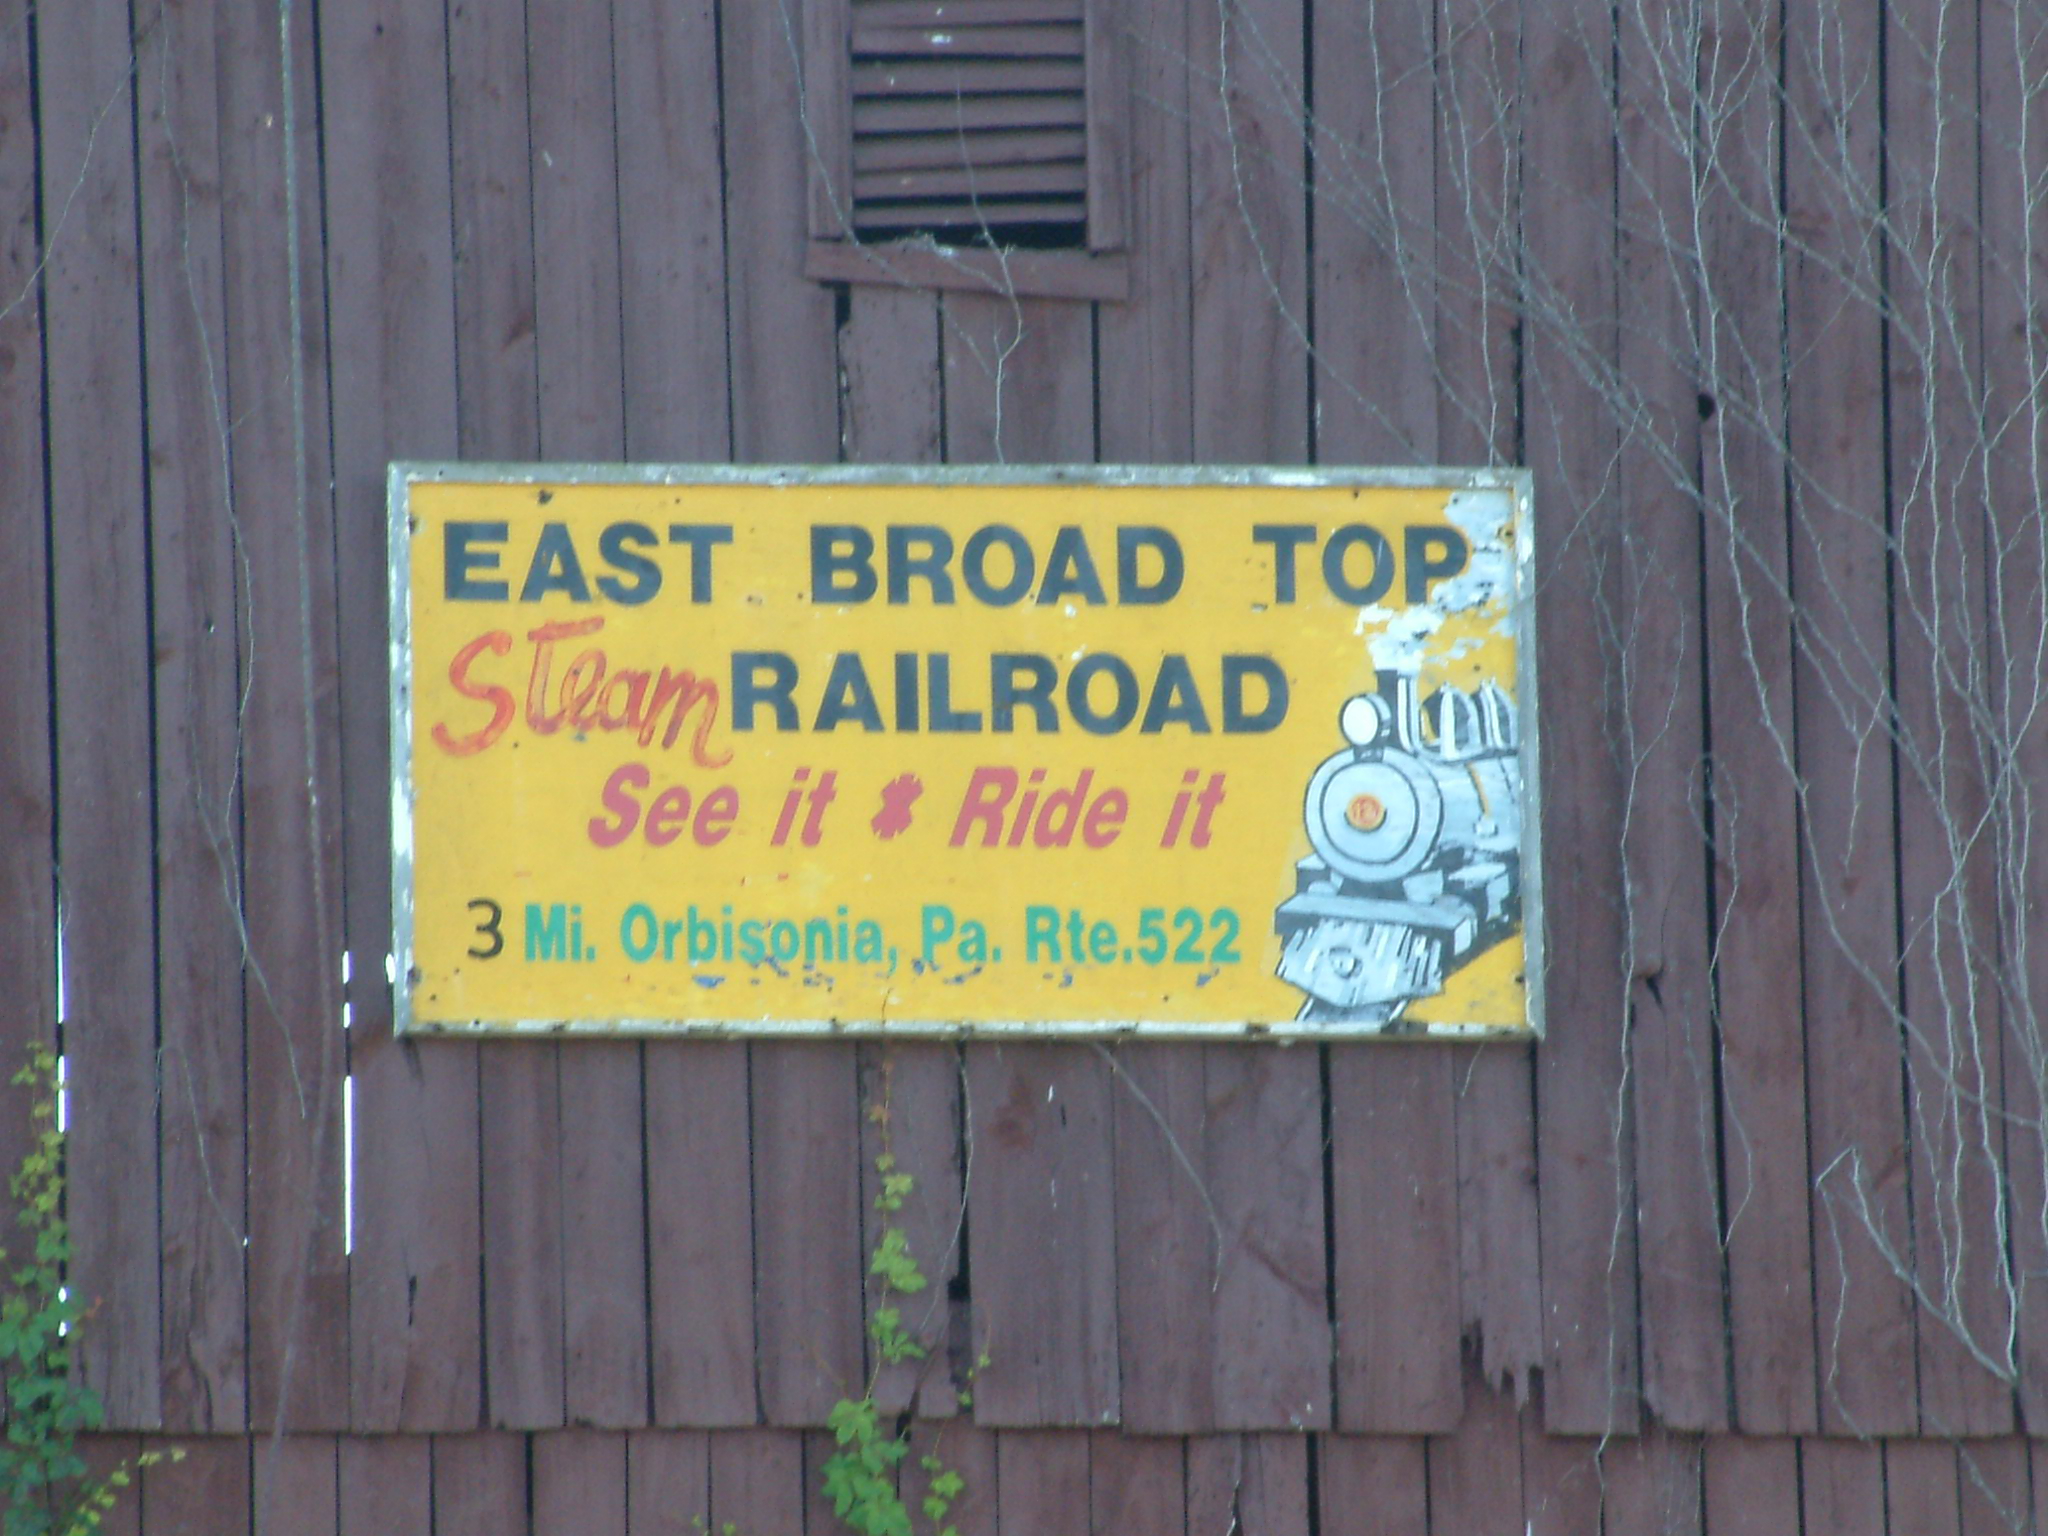 EAST BROAD TOP
Steam RAILROAD
See it * Ride it
3 Mi. Orbisonia, Pa. Rte.522